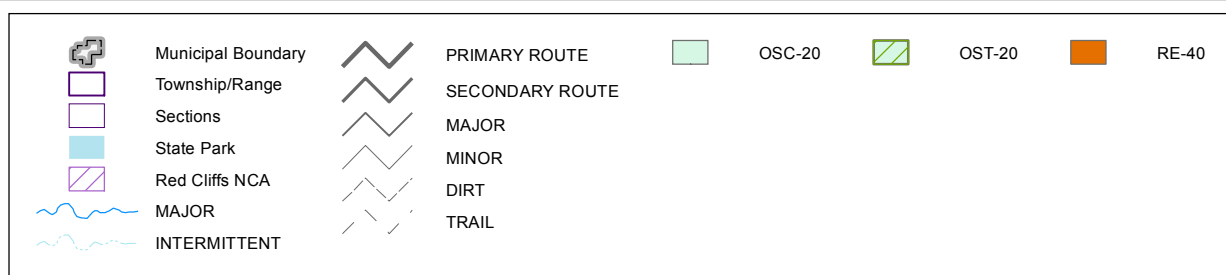 Municipal Boundary
Township/Range
Sections
State Park
Red Cliffs NCA
MAJOR
INTERMITTENT
PRIMARY ROUTE
SECONDARY ROUTE
MAJOR
MINOR
DIRT
TRAIL
OSC-20
OST-20
RE-40